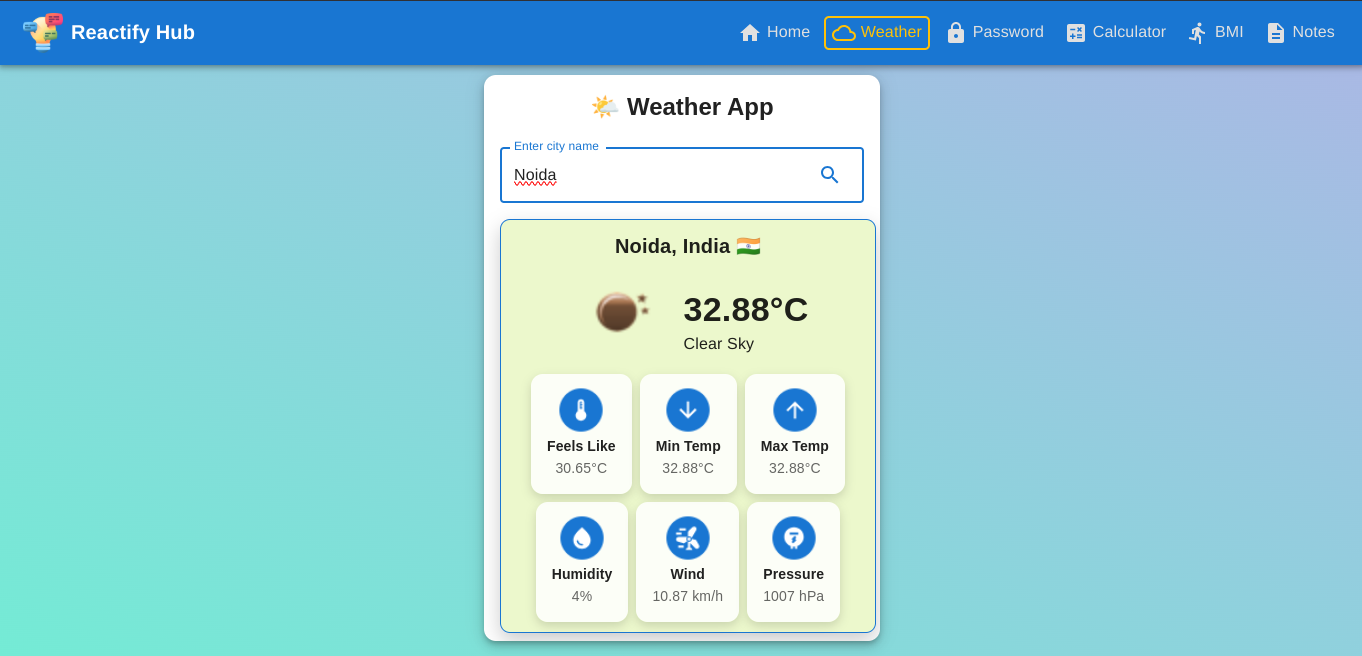 Reactify Hub
Home Weather Password Calculator BMI Notes
🌤️ Weather App
Enter city name
Noida
Noida, India 🇮🇳
32.88°C
Clear Sky
Feels Like Min Temp Max Temp
30.65°C 32.88°C 32.88°C
Humidity Wind Pressure
4% 10.87 km/h 1007 hPa